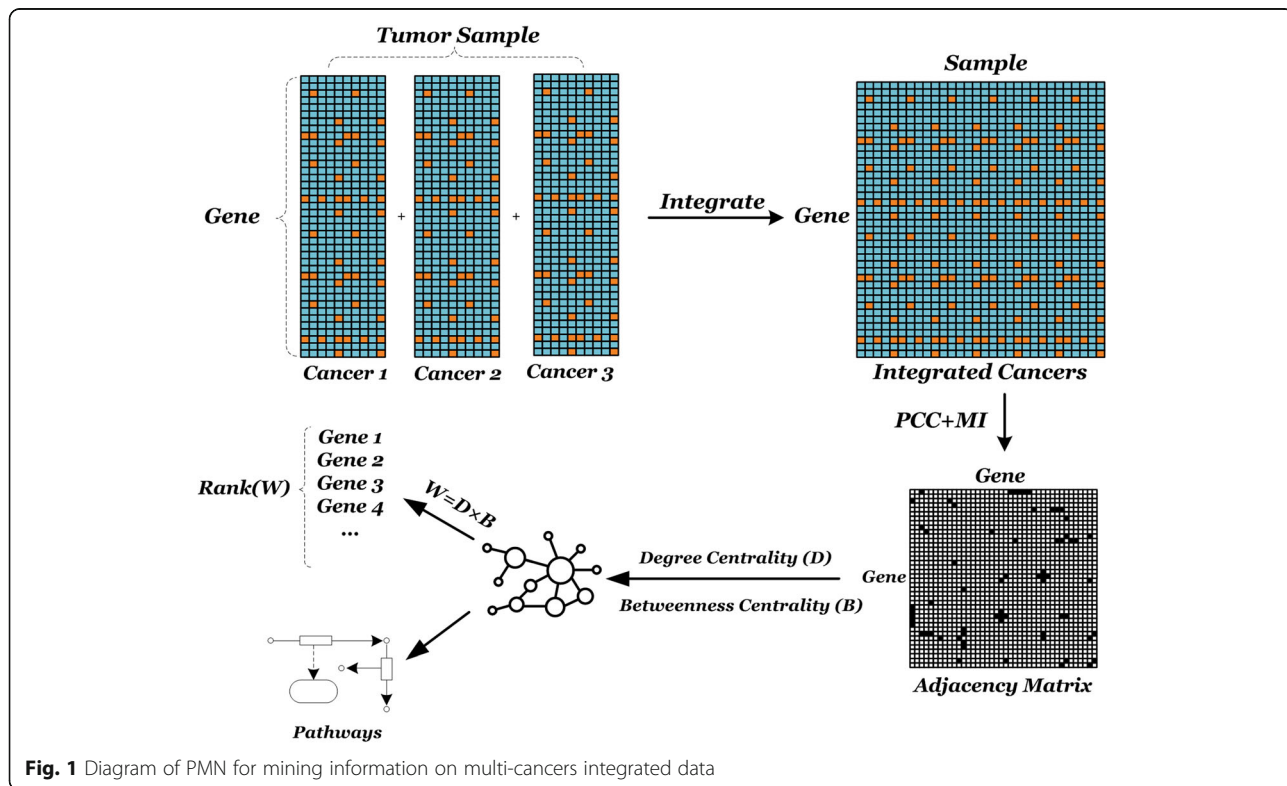 Tumor Sample
Gene
+
+
Cancer 1
Cancer 2
Cancer 3
Integrate
Sample
Gene
Integrated Cancers
PCC+MI
Gene
Gene
Adjacency Matrix
Degree Centrality (D)
Betweenness Centrality (B)
W=D×B
Rank(W)
Gene 1
Gene 2
Gene 3
Gene 4
...
Pathways
Fig. 1 Diagram of PMN for mining information on multi-cancers integrated data